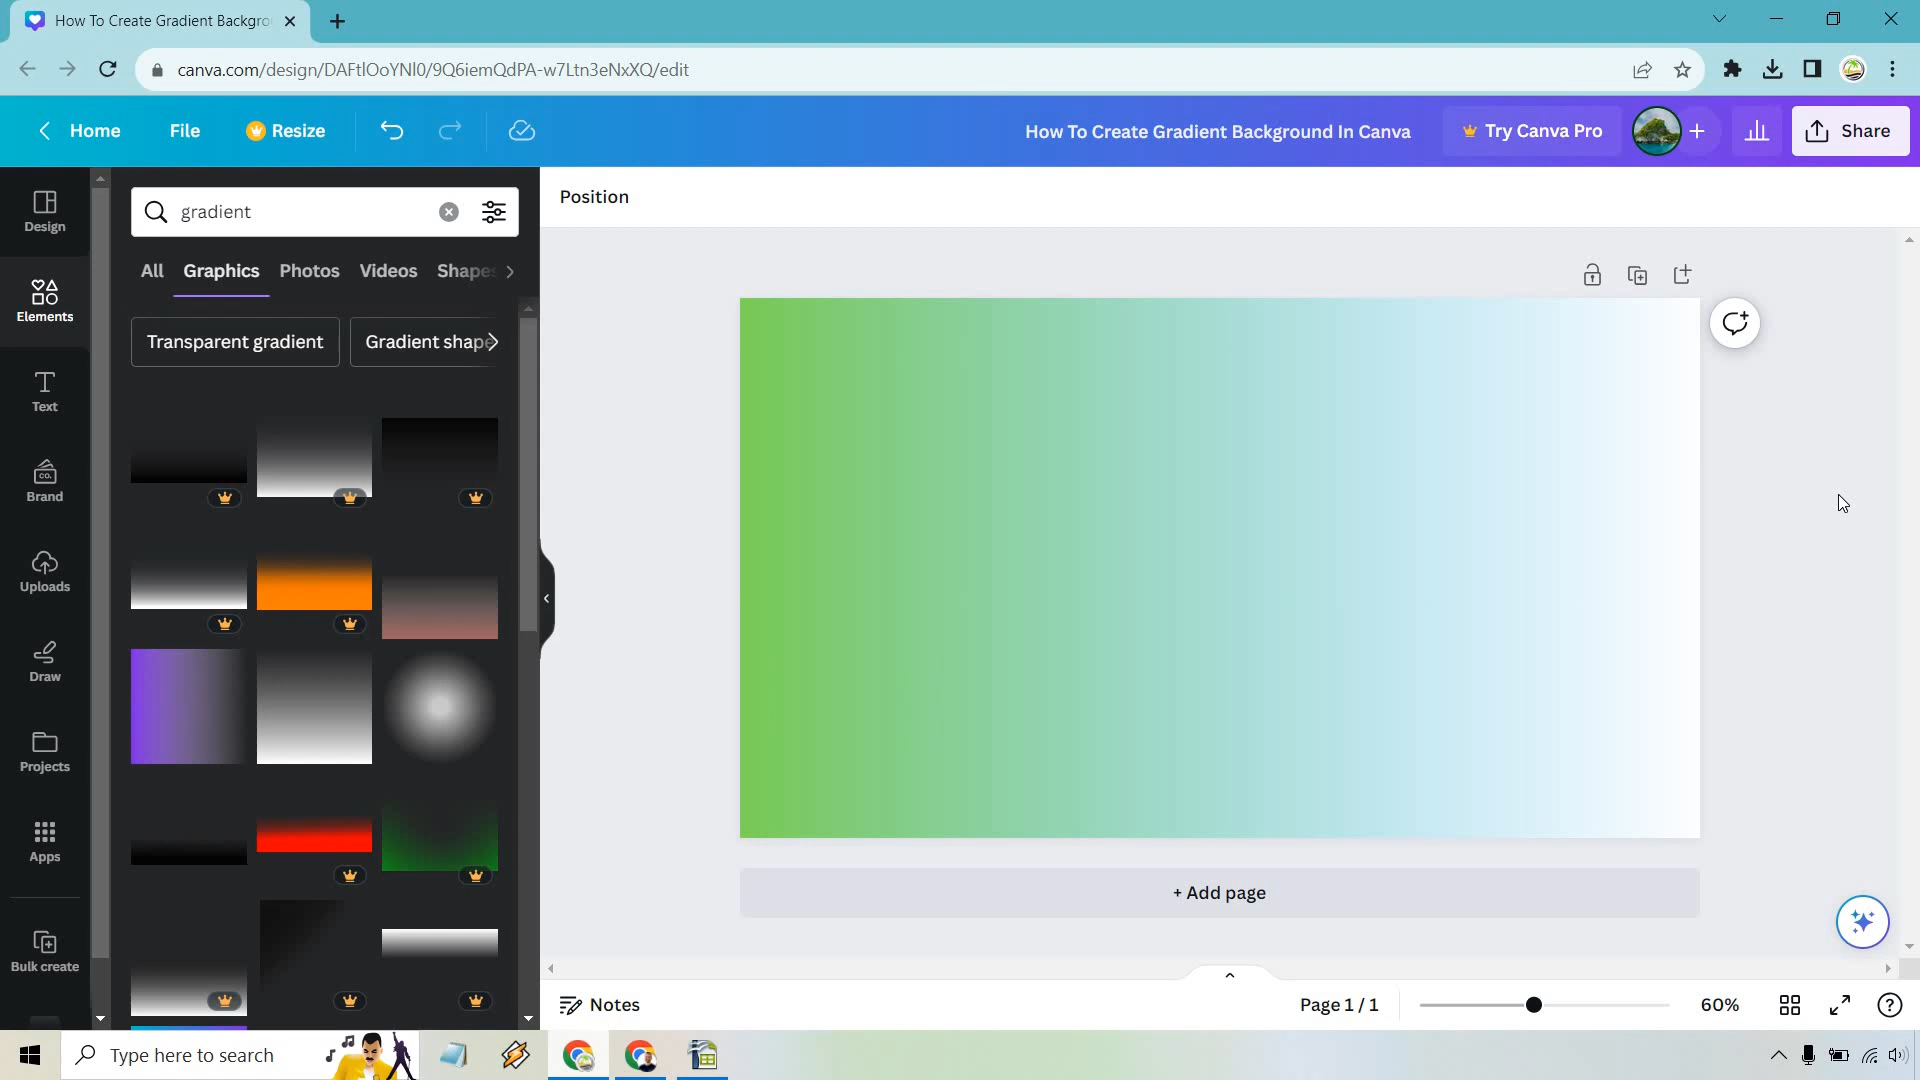 How To Create Gradient Backgro
canva.com/design/DAFtlOoYNl0/9Q6iemQdPA-w7Ltn3eNxXQ/edit
Home
File
Resize
How To Create Gradient Background In Canva
Try Canva Pro
Share
Design
Elements
Text
Brand
CO.
Uploads
Draw
Projects
Apps
Bulk create
gradient
All
Graphics
Photos
Videos
Shapes
Transparent gradient
Gradient shape
Position
+ Add page
Notes
Page 1 / 1
60%
Type here to search